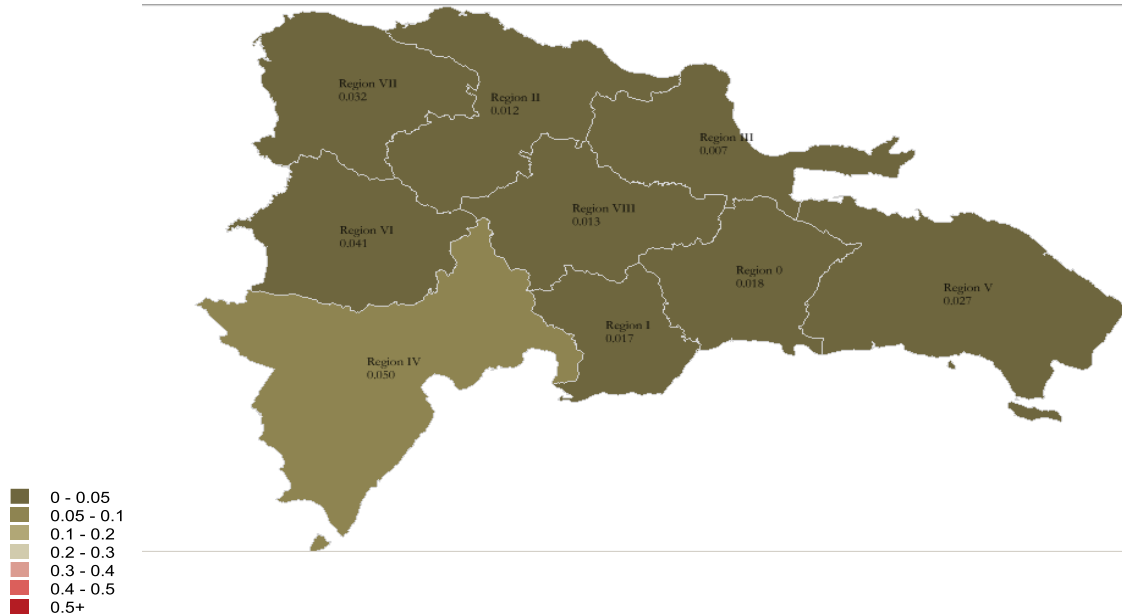 Region VII
0.032
Region II
0.012
Region III
0.007
Region VIII
0.013
Region VI
0.041
Region 0
0.018
Region V
0.027
Region I
0.017
Region IV
0.050
0 - 0.05
0.05 - 0.1
0.1 - 0.2
0.2 - 0.3
0.3 - 0.4
0.4 - 0.5
0.5+